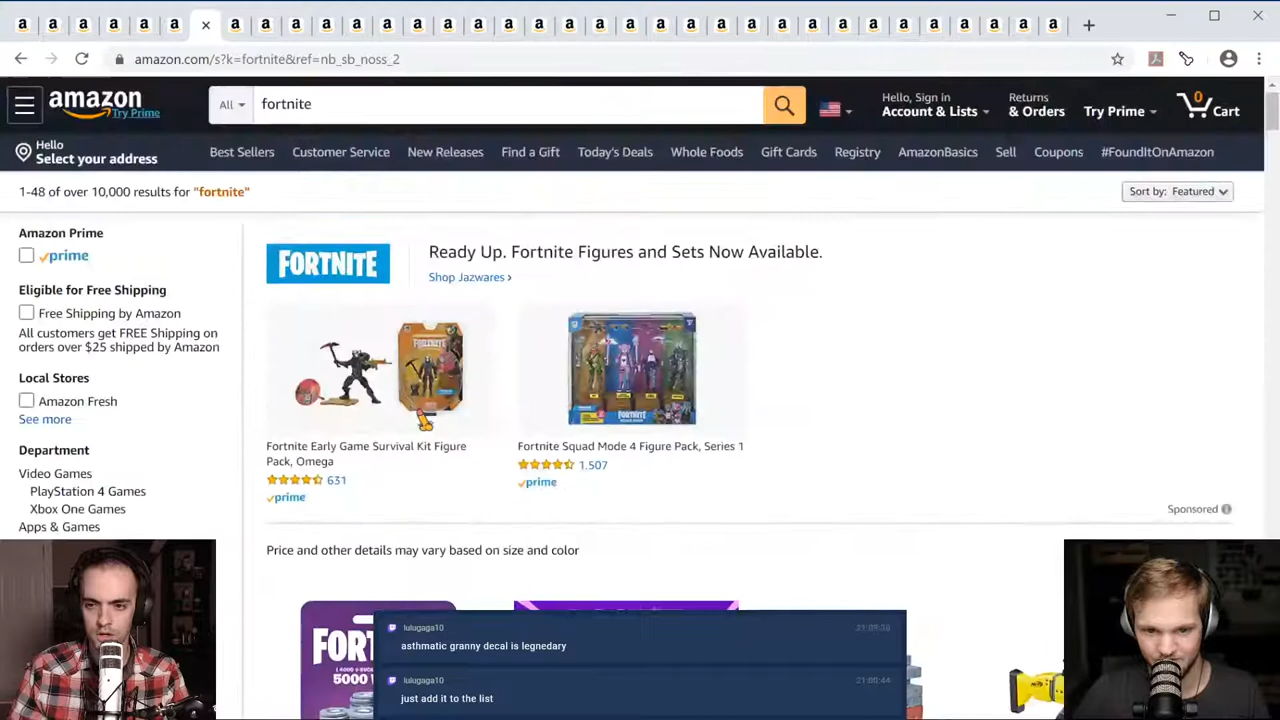 amazon.com/s?k=fortnite&ref=nb_sb_noss_2
amazon
Try Prime
All
fortnite
Hello, Sign in
Account & Lists
Returns
& Orders
Try Prime
0
Cart
Hello
Select your address
Best Sellers
Customer Service
New Releases
Find a Gift
Today's Deals
Whole Foods
Gift Cards
Registry
AmazonBasics
Sell
Coupons
#FoundItOnAmazon
1-48 of over 10,000 results for "fortnite"
Sort by: Featured
Amazon Prime
prime
Eligible for Free Shipping
Free Shipping by Amazon
All customers get FREE Shipping on
orders over $25 shipped by Amazon
Local Stores
Amazon Fresh
See more
Department
Video Games
PlayStation 4 Games
Xbox One Games
Apps & Games
FORTNITE
Ready Up. Fortnite Figures and Sets Now Available.
Shop Jazwares ›
FORTNITE
FORTNITE
Fortnite Early Game Survival Kit Figure
Pack, Omega
631
prime
Fortnite Squad Mode 4 Figure Pack, Series 1
1,507
prime
Sponsored
Price and other details may vary based on size and color
lulugaga10
asthmatic granny decal is legnedary
lulugaga10
just add it to the list